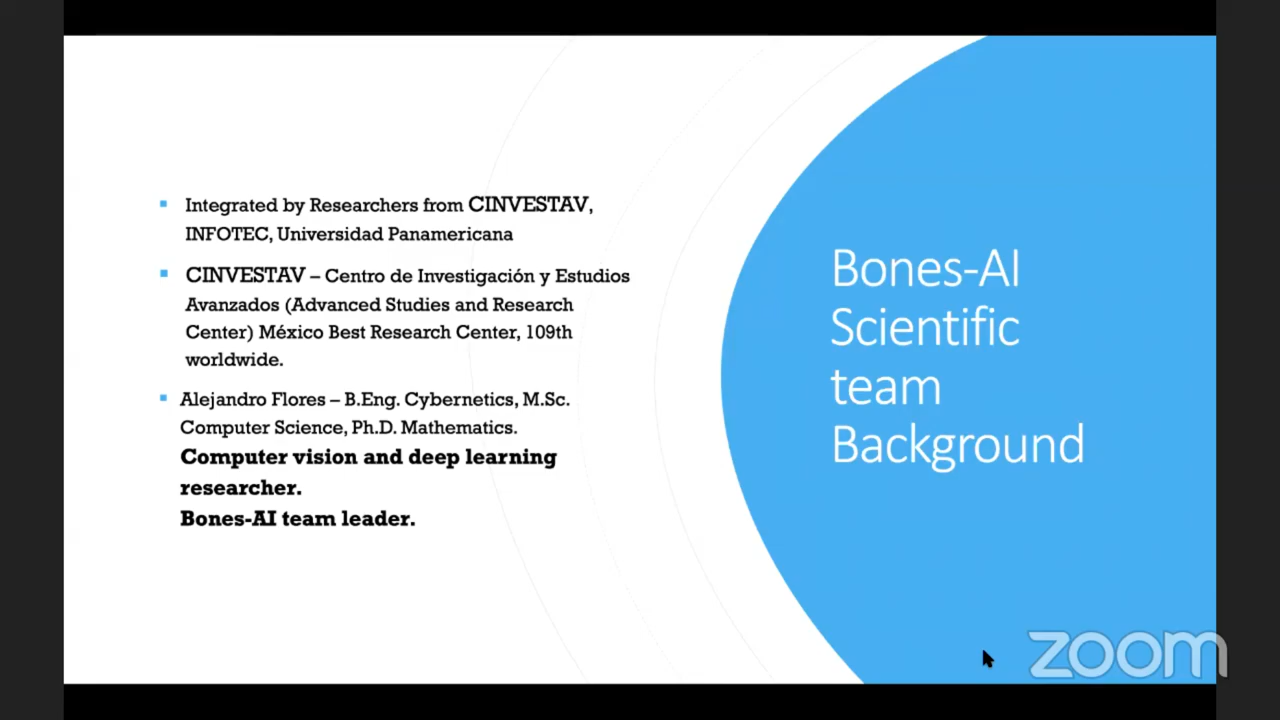 Integrated by Researchers from CINVESTAV,
INFOTEC, Universidad Panamericana
CINVESTAV – Centro de Investigación y Estudios
Avanzados (Advanced Studies and Research
Center) México Best Research Center, 109th
worldwide.
Alejandro Flores – B.Eng. Cybernetics, M.Sc.
Computer Science, Ph.D. Mathematics.
Computer vision and deep learning
researcher.
Bones-AI team leader.
Bones-AI
Scientific
team
Background
zoom